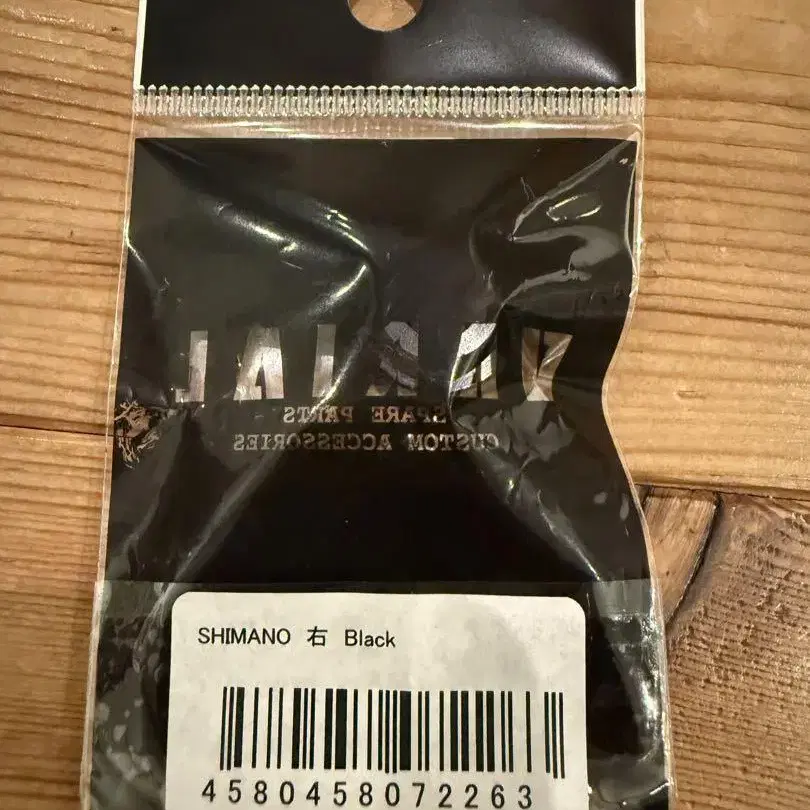 SPARE PARTS
CUSTOM ACCESSORIES
SHIMANO 右 Black
4580458072263